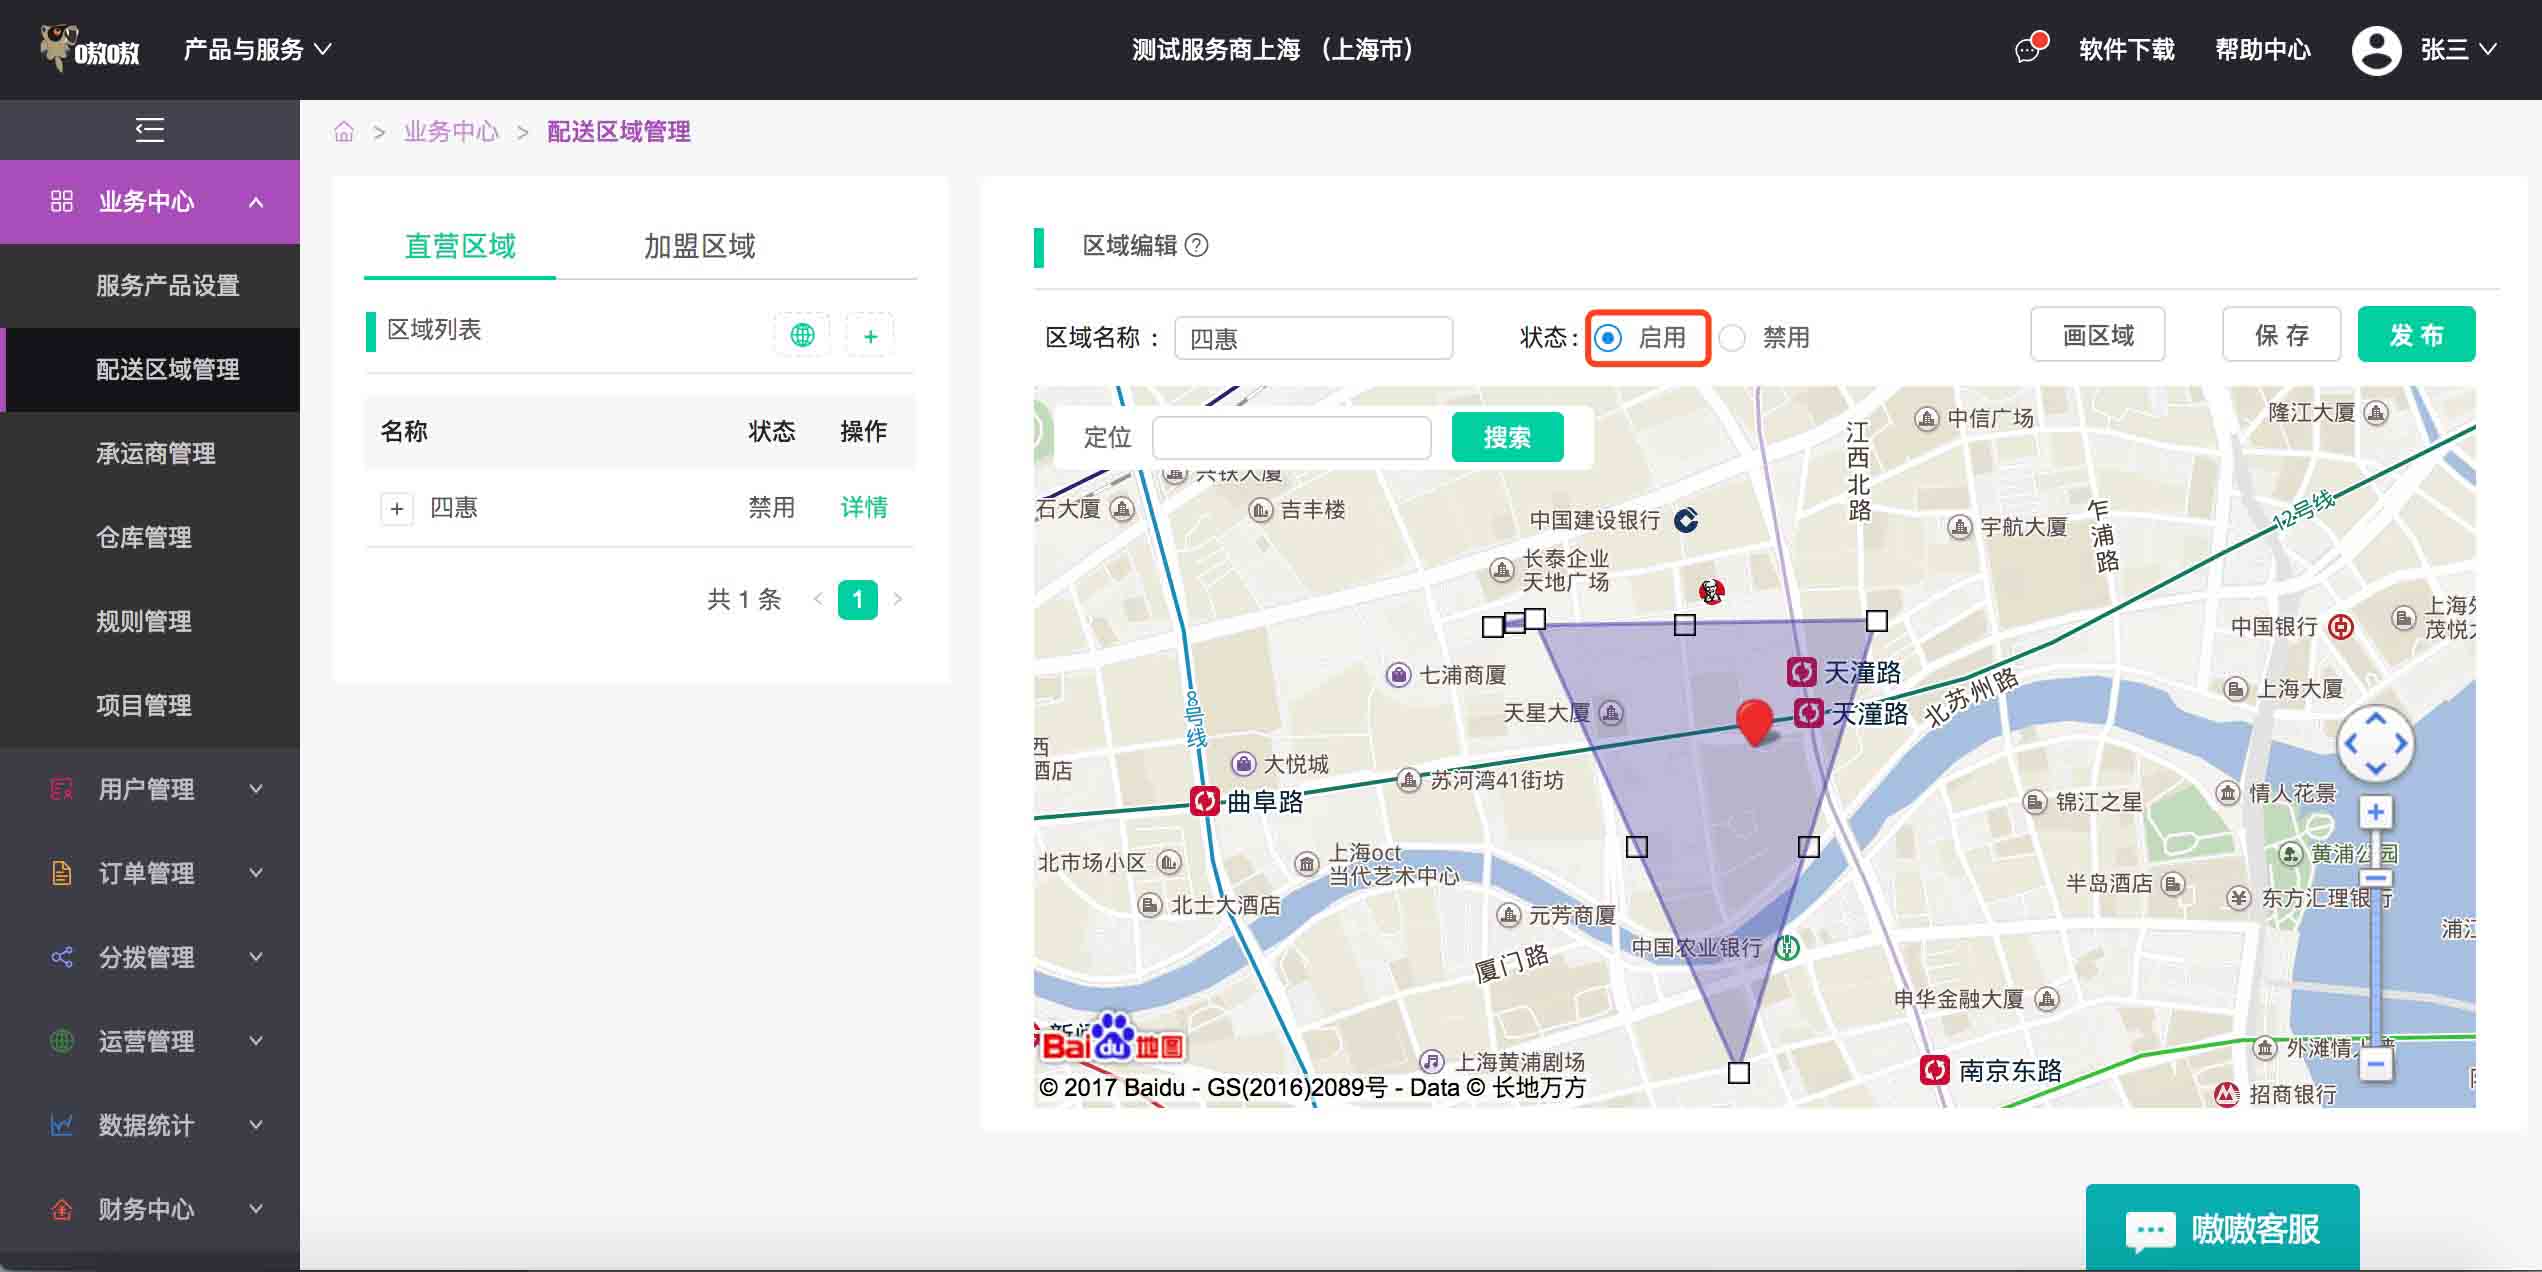 嗷嗷
产品与服务
测试服务商上海 （上海市）
软件下载
帮助中心
张三
业务中心
服务产品设置
配送区域管理
承运商管理
仓库管理
规则管理
项目管理
用户管理
订单管理
分拨管理
运营管理
数据统计
财务中心
> 业务中心 > 配送区域管理
直营区域
加盟区域
区域列表
+
名称 状态 操作
+ 四惠 禁用 详情
共 1 条 < 1 >
区域编辑 ?
区域名称 : 四惠
状态 : 启用 禁用
画区域
保 存
发 布
定位
搜索
兴铁大厦
石大厦
吉丰楼
中国建设银行
长泰企业
天地广场
江西北路
中信广场
隆江大厦
宇航大厦
乍浦路
12号线
中国银行
上海外
茂悦大
七浦商厦
天星大厦
天潼路
天潼路
北苏州路
上海大厦
8号线
西
酒店
大悦城
曲阜路
苏河湾41街坊
锦江之星
情人花景
北市场小区
上海oct
当代艺术中心
北士大酒店
元芳商厦
厦门路
中国农业银行
半岛酒店
黄浦公园
东方汇理银行
浦江
申华金融大厦
新闸
Bai du 地图
上海黄浦剧场
南京东路
外滩情人墙
招商银行
© 2017 Baidu - GS(2016)2089号 - Data © 长地万方
嗷嗷客服